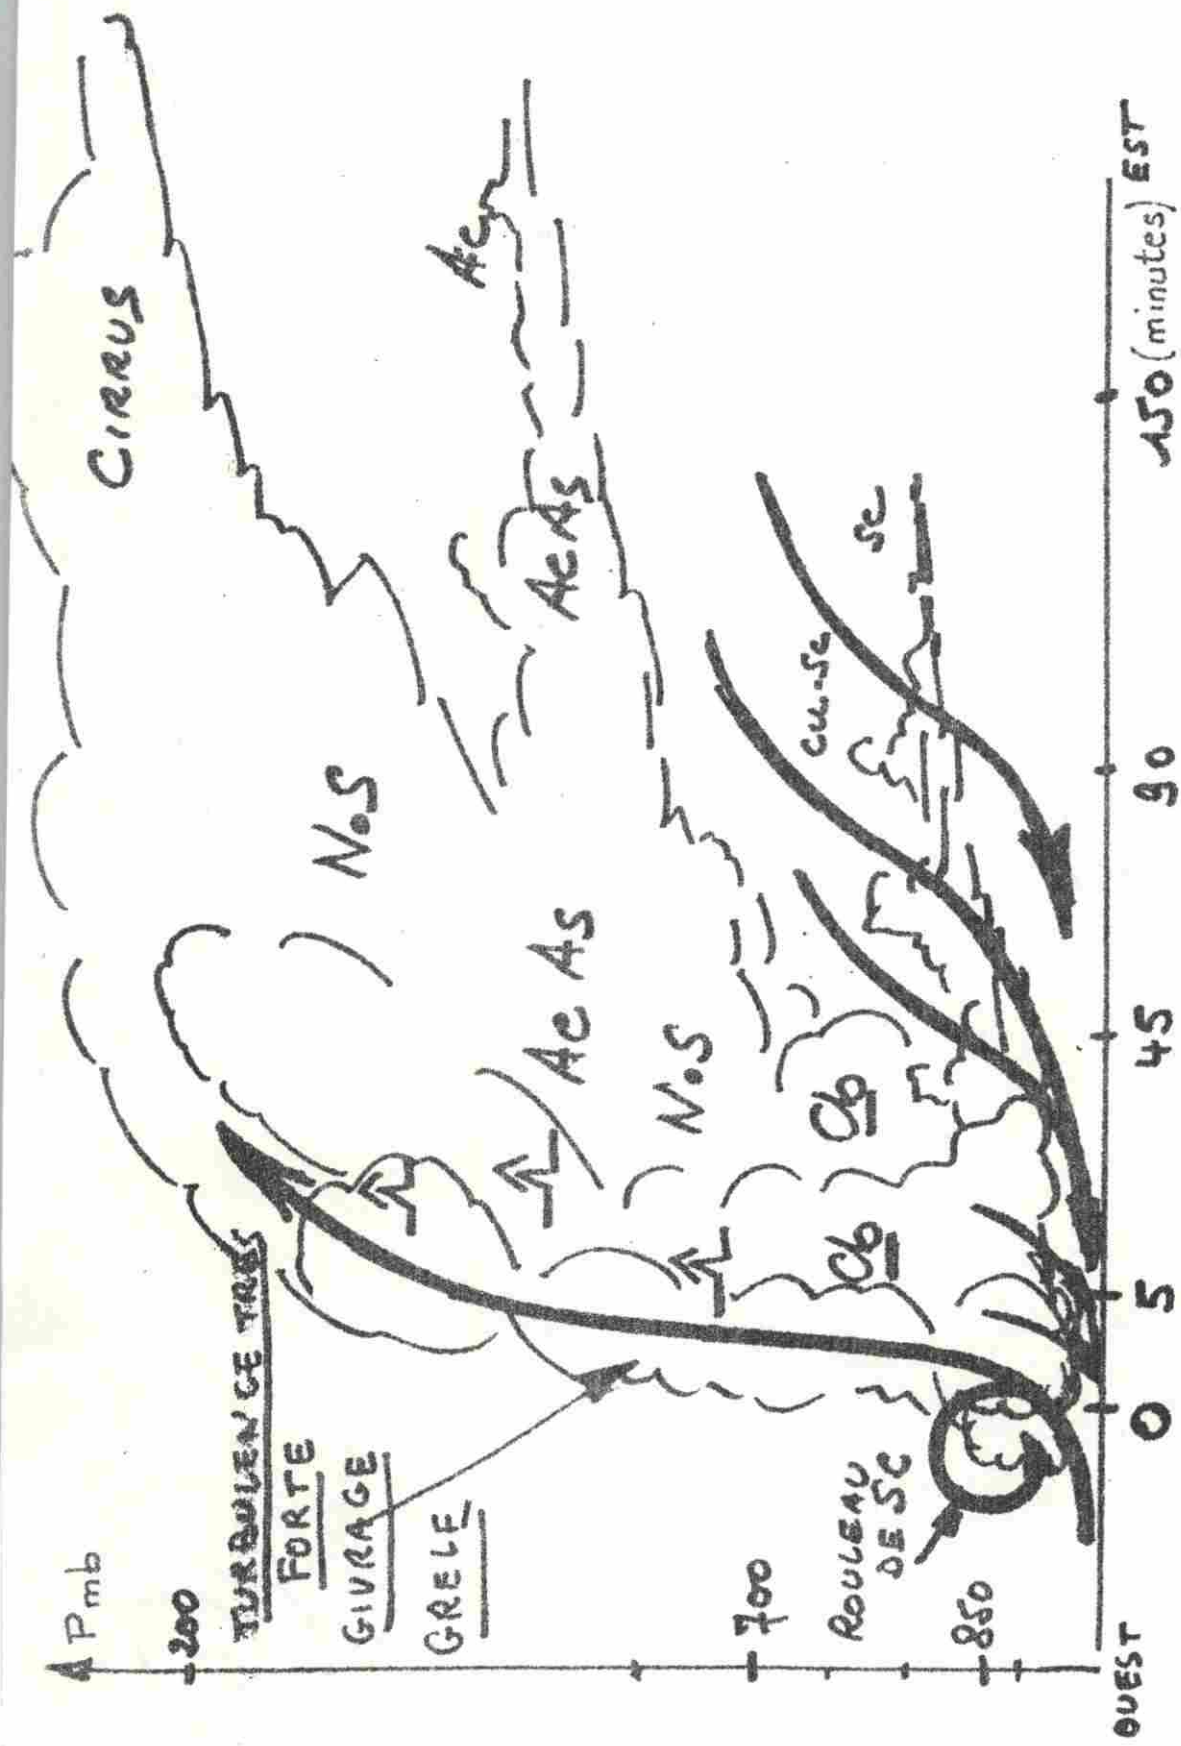 P mb
200
TURBULENCE TRES
FORTE
GIVRAGE
GRELE
700
ROULEAU
DE SC
850
OUEST
CIRRUS
Ac
N.S
Ac As
Ac As
N.S
Cb
Cb
cu.Sc
Sc
0
5
45
90
150 (minutes) EST